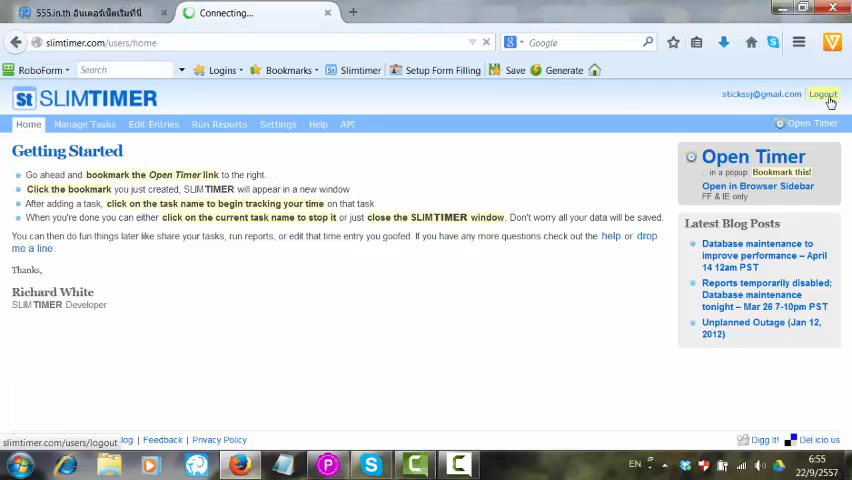 555.in.th อินเตอร์เน็ตเริ่มที่นี่
Connecting...
slimtimer.com/users/home
Google
RoboForm
Search
Logins
Bookmarks
Slimtimer
Setup Form Filling
Save
Generate
St SLIMTIMER
stickssj@gmail.com
Logout
Home
Manage Tasks
Edit Entries
Run Reports
Settings
Help
API
Open Timer
Getting Started
Go ahead and bookmark the Open Timer link to the right.
Click the bookmark you just created, SLIMTIMER will appear in a new window
After adding a task, click on the task name to begin tracking your time on that task
When you're done you can either click on the current task name to stop it or just close the SLIMTIMER window. Don't worry all your data will be saved.
You can then do fun things later like share your tasks, run reports, or edit that time entry you goofed. If you have any more questions check out the help or drop
me a line.
Thanks,
Richard White
SLIMTIMER Developer
Open Timer
.. in a popup. Bookmark this!
Open in Browser Sidebar
FF & IE only
Latest Blog Posts
Database maintenance to
improve performance – April
14 12am PST
Reports temporarily disabled;
Database maintenance
tonight – Mar 26 7-10pm PST
Unplanned Outage (Jan 12,
2012)
slimtimer.com/users/logout
log
Feedback
Privacy Policy
Digg It!
Del.icio.us
EN
6:55
22/9/2557